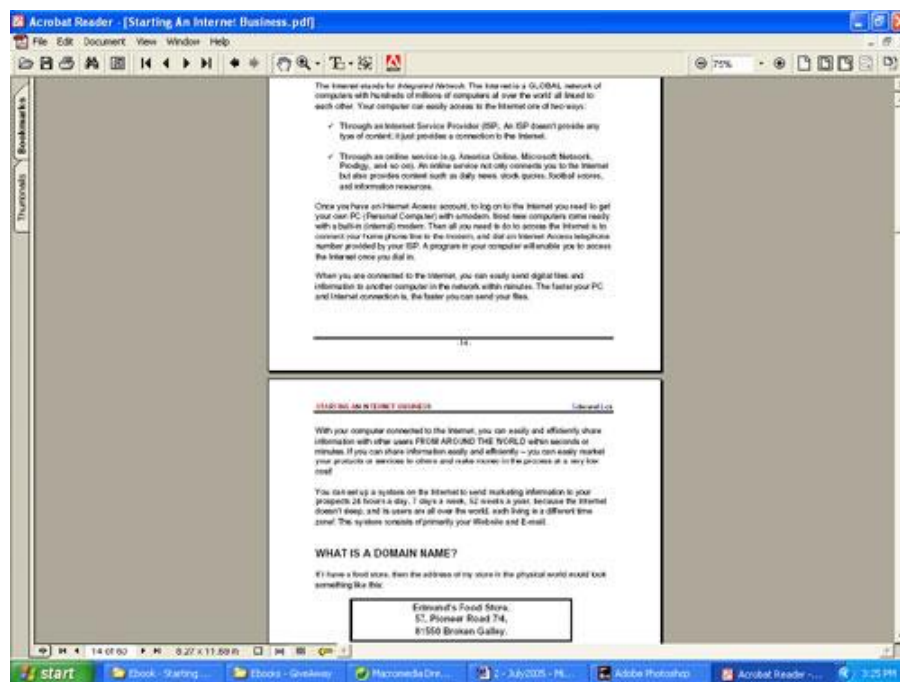 Acrobat Reader - [Starting An Internet Business.pdf]
File Edit Document View Window Help
75%
Bookmarks
Thumbnails
The Internet stands for Integrated Network. The Internet is a GLOBAL network of
computers with hundreds of millions of computers all over the world all linked to
each other. Your computer can easily access to the Internet one of two ways:
✓ Through an Internet Service Provider (ISP). An ISP doesn't provide any
type of content; it just provides a connection to the Internet.
✓ Through an online service (e.g. America Online, Microsoft Network,
Prodigy, and so on). An online service not only connects you to the Internet
but also provides content such as daily news, stock quotes, football scores,
and information resources.
Once you have an Internet Access account, to log on to the Internet you need to get
your own PC (Personal Computer) with a modem. Most new computers come ready
with a built-in (internal) modem. Then all you need to do to access the Internet is to
connect your home phone line to the modem, and dial an Internet Access telephone
number provided by your ISP. A program in your computer will enable you to access
the Internet once you dial in.
When you are connected to the Internet, you can easily send digital files and
information to another computer in the network within minutes. The faster your PC
and Internet connection is, the faster you can send your files.
- 14 -
STARTING AN INTERNET BUSINESS
With your computer connected to the Internet, you can easily and efficiently share
information with other users FROM AROUND THE WORLD within seconds or
minutes. If you can share information easily and efficiently – you can easily market
your products or services to others and make money in the process at a very low
cost!
You can set up a system on the Internet to send marketing information to your
prospects 24 hours a day, 7 days a week, 52 weeks a year, because the Internet
doesn't sleep, and its users are all over the world, each living in a different time
zone! This system consists of primarily your Website and E-mail.
WHAT IS A DOMAIN NAME?
If I have a food store, then the address of my store in the physical world would look
something like this:
Edmund's Food Store,
57, Pioneer Road 7/4,
81550 Broken Galley.
14 of 60
8.27 x 11.69 in
start
Ebook - Starting ...
Ebooks - GiveAway
Macromedia Dre...
2 - July2005 - Mi...
Adobe Photoshop
Acrobat Reader - ...
3:25 PM